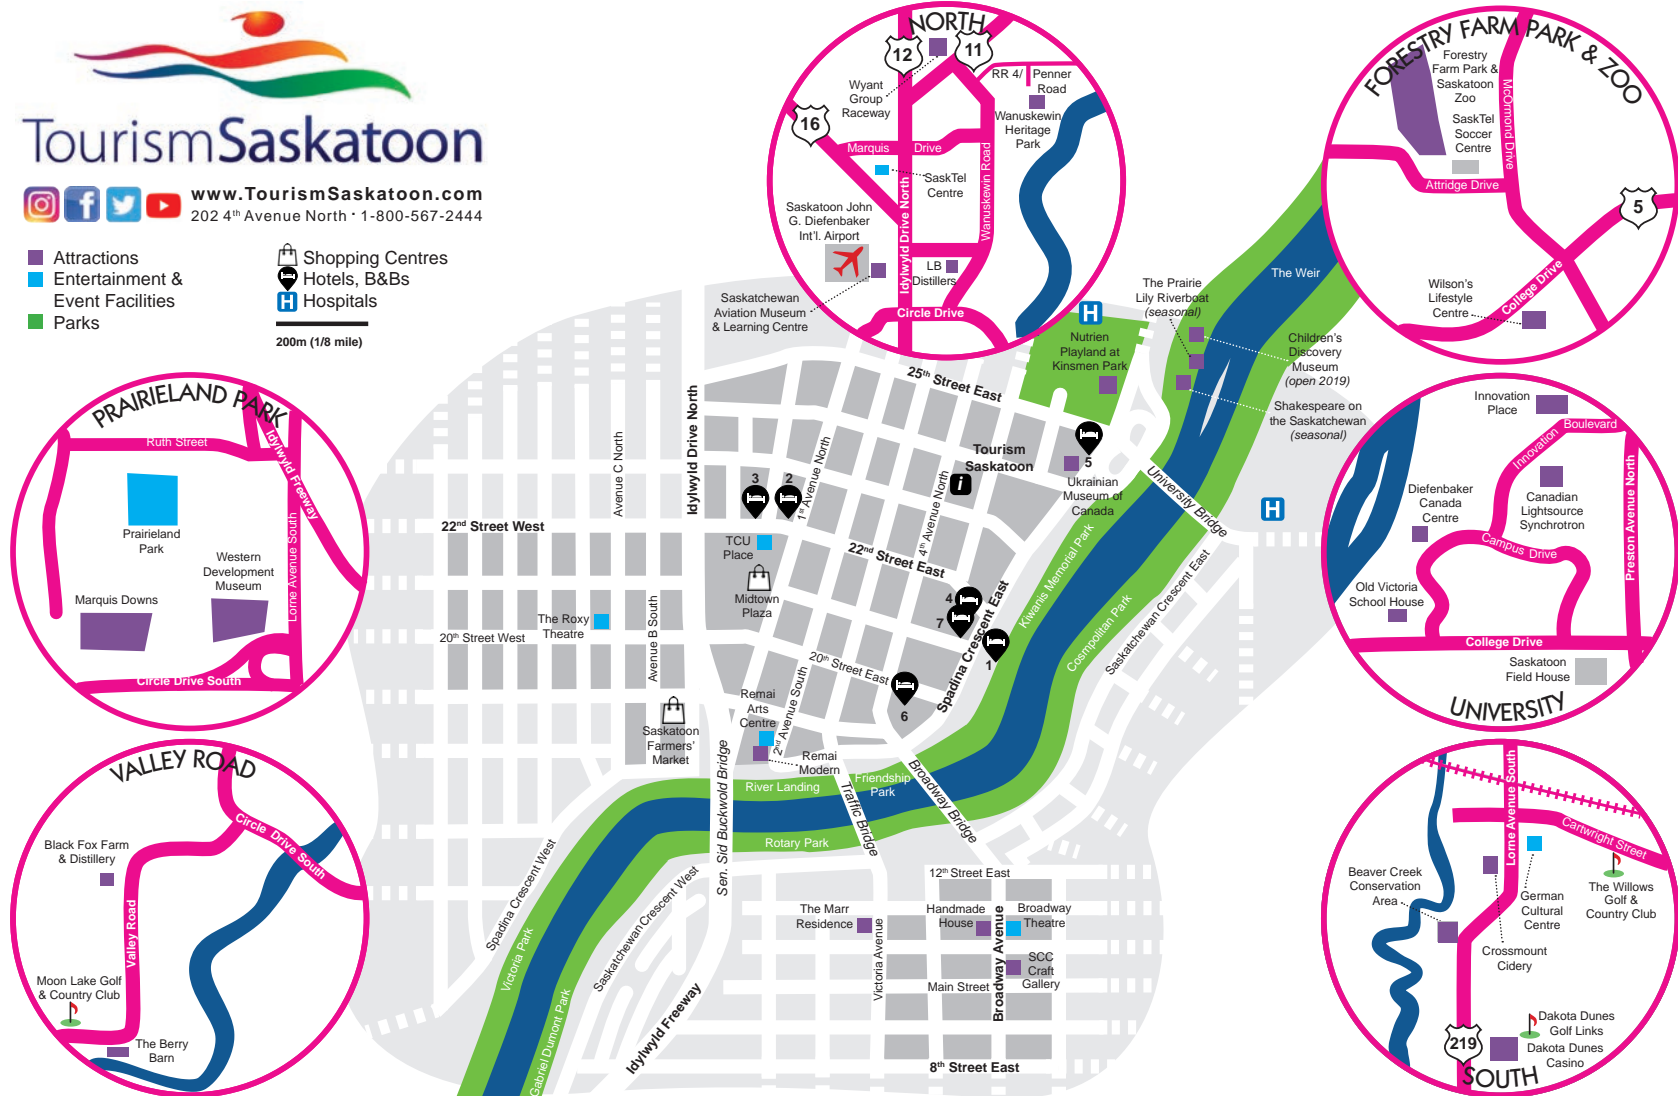 TourismSaskatoon
www.TourismSaskatoon.com
202 4th Avenue North · 1-800-567-2444
Attractions
Entertainment &
Event Facilities
Parks
Shopping Centres
Hotels, B&Bs
H Hospitals
200m (1/8 mile)
NORTH
12
11
16
Wyant
Group
Raceway
RR 4/
Penner
Road
Wanuskewin
Heritage
Park
Marquis Drive
SaskTel
Centre
Wanuskewin Road
Idylwyld Drive North
Saskatoon John
G. Diefenbaker
Int'l. Airport
LB
Distillers
Circle Drive
Saskatchewan
Aviation Museum
& Learning Centre
FORESTRY FARM PARK & ZOO
Forestry
Farm Park &
Saskatoon
Zoo
SaskTel
Soccer
Centre
McOrmond Drive
Attridge Drive
5
College Drive
Wilson's
Lifestyle
Centre
PRAIRIELAND PARK
Ruth Street
Idylwyld Freeway
Lorne Avenue South
Prairieland
Park
Western
Development
Museum
Marquis Downs
Circle Drive South
VALLEY ROAD
Circle Drive South
Black Fox Farm
& Distillery
Valley Road
Moon Lake Golf
& Country Club
The Berry
Barn
The Weir
The Prairie
Lily Riverboat
(seasonal)
Children's
Discovery
Museum
(open 2019)
Shakespeare on
the Saskatchewan
(seasonal)
H
Nutrien
Playland at
Kinsmen Park
25th Street East
Idylwyld Drive North
Avenue C North
1st Avenue North
4th Avenue North
Tourism
Saskatoon
i
5
Ukrainian
Museum of
Canada
University Bridge
H
3
2
22nd Street West
22nd Street East
TCU
Place
Midtown
Plaza
The Roxy
Theatre
20th Street West
Avenue B South
20th Street East
2nd Avenue South
4
7
1
6
Spadina Crescent East
Kiwanis Memorial Park
Cosmpolitan Park
Saskatchewan Crescent East
Remai
Arts
Centre
Saskatoon
Farmers'
Market
Remai
Modern
River Landing
Friendship
Park
Rotary Park
Sen. Sid Buckwold Bridge
Traffic Bridge
Broadway Bridge
Spadina Crescent West
Saskatchewan Crescent West
Victoria Park
Gabriel Dumont Park
Idylwyld Freeway
12th Street East
The Marr
Residence
Handmade
House
Broadway
Theatre
SCC
Craft
Gallery
Victoria Avenue
Broadway Avenue
Main Street
8th Street East
Innovation
Place
Innovation Boulevard
Preston Avenue North
Diefenbaker
Canada
Centre
Canadian
Lightsource
Synchrotron
Campus Drive
Old Victoria
School House
College Drive
Saskatoon
Field House
UNIVERSITY
Lorne Avenue South
Cartwright Street
Beaver Creek
Conservation
Area
German
Cultural
Centre
The Willows
Golf &
Country Club
Crossmount
Cidery
219
Dakota Dunes
Golf Links
Dakota Dunes
Casino
SOUTH